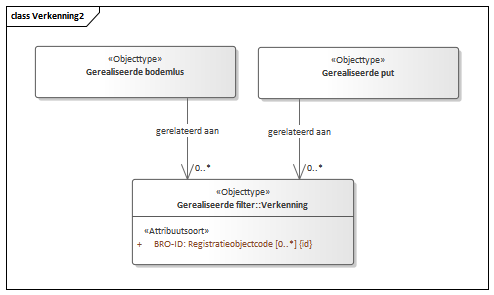 class Verkenning2
«Objecttype»
Gerealiseerde bodemlus
«Objecttype»
Gerealiseerde put
gerelateerd aan
gerelateerd aan
0..*
0..*
«Objecttype»
Gerealiseerde filter::Verkenning
«Attribuutsoort»
+ BRO-ID: Registratieobjectcode [0..*] {id}